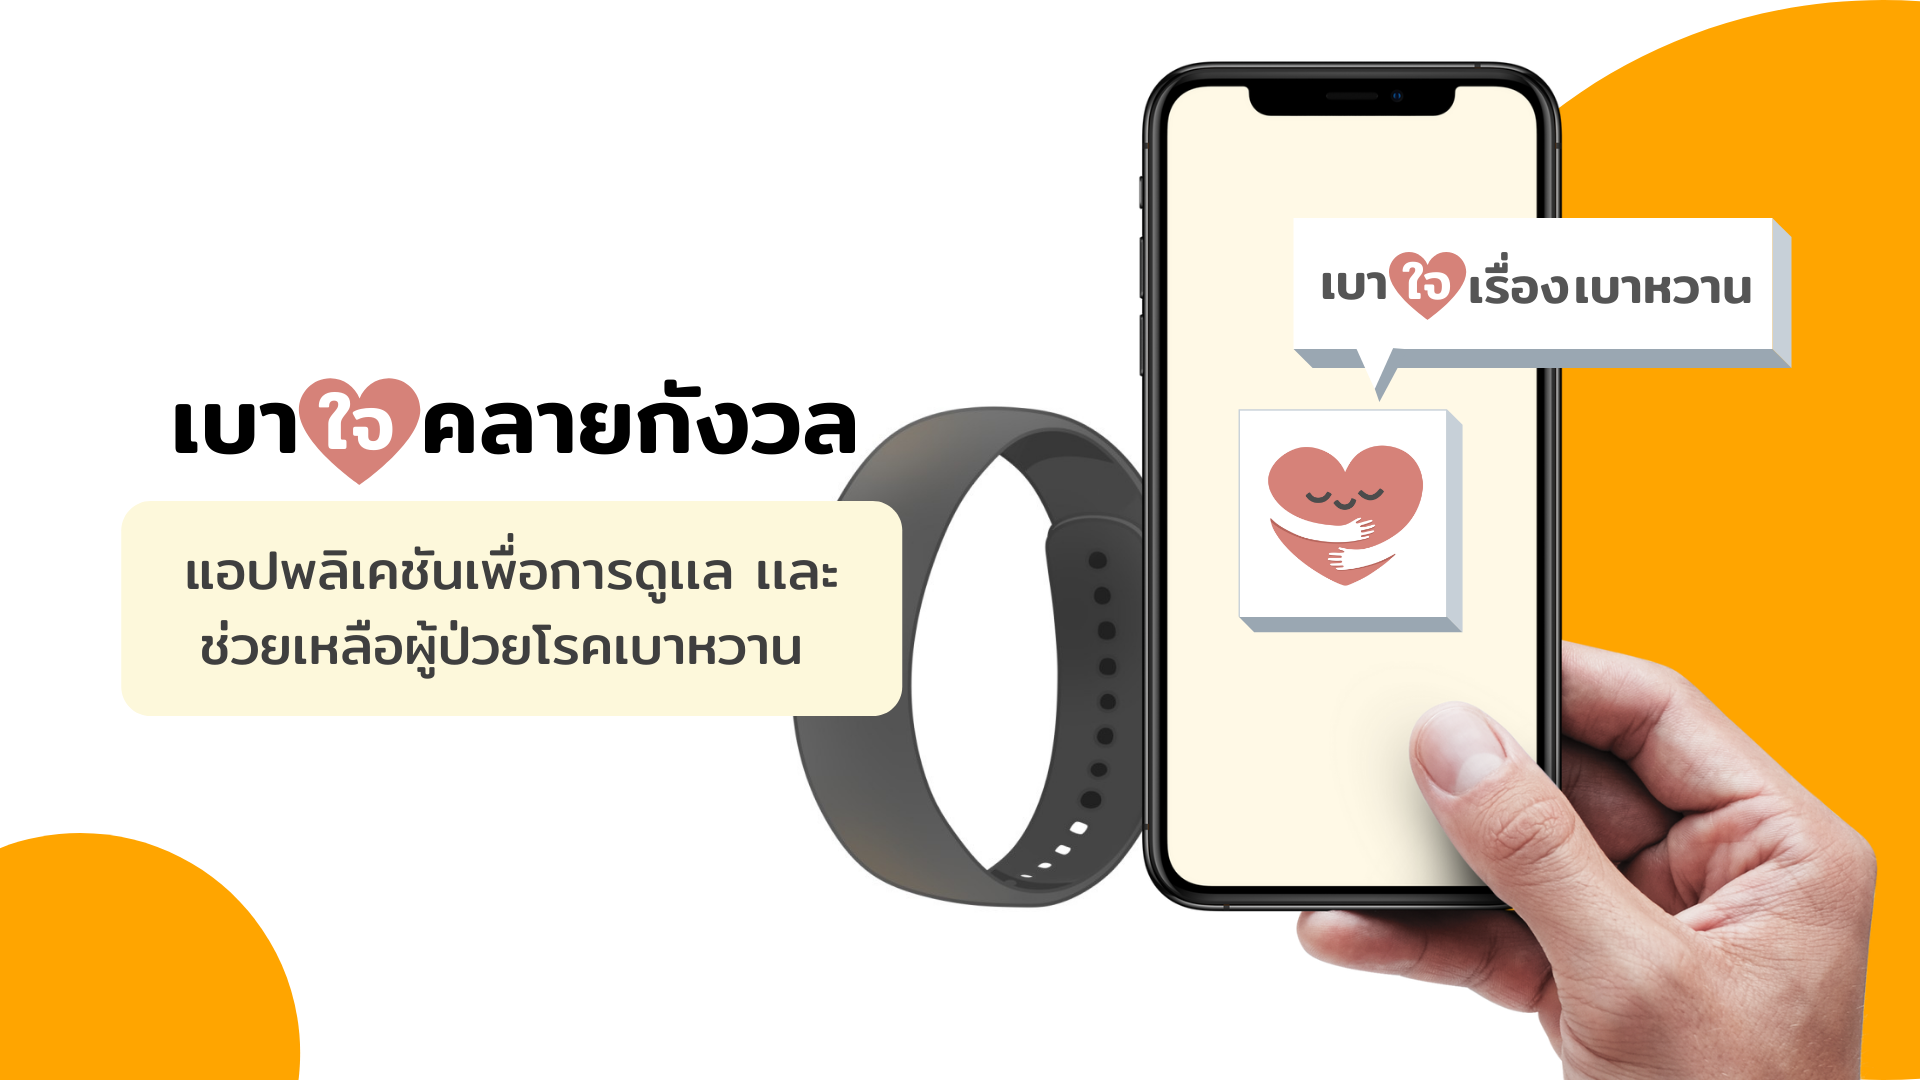 เบาใจคลายกังวล
แอปพลิเคชันเพื่อการดูแล และ
ช่วยเหลือผู้ป่วยโรคเบาหวาน
เบาใจเรื่องเบาหวาน